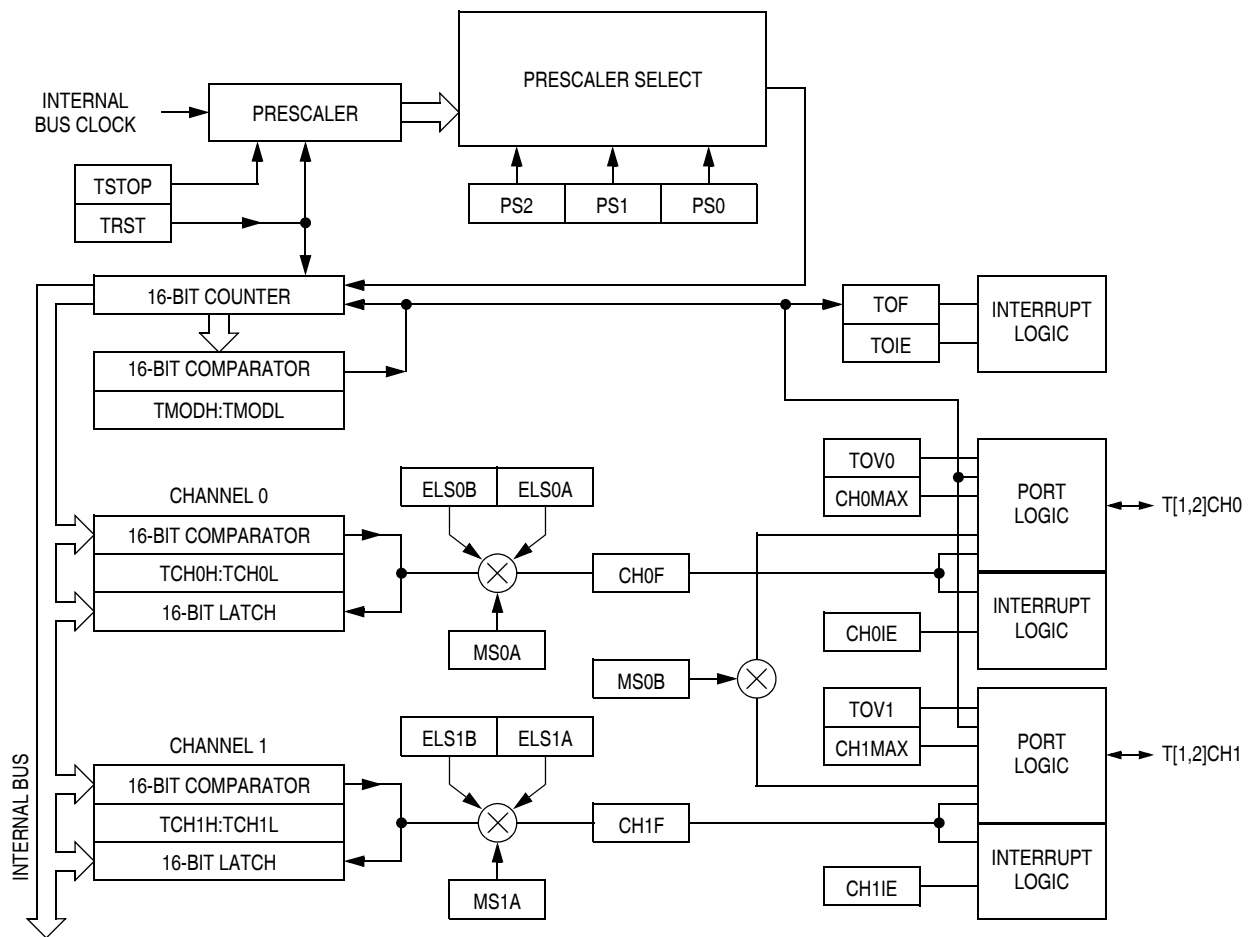 PRESCALER SELECT
INTERNAL
BUS CLOCK
PRESCALER
TSTOP
TRST
PS2
PS1
PS0
16-BIT COUNTER
TOF
TOIE
INTERRUPT
LOGIC
16-BIT COMPARATOR
TMODH:TMODL
CHANNEL 0
ELS0B
ELS0A
TOV0
CH0MAX
PORT
LOGIC
T[1,2]CH0
16-BIT COMPARATOR
TCH0H:TCH0L
16-BIT LATCH
CH0F
MS0A
CH0IE
INTERRUPT
LOGIC
MS0B
CHANNEL 1
ELS1B
ELS1A
TOV1
CH1MAX
PORT
LOGIC
T[1,2]CH1
16-BIT COMPARATOR
TCH1H:TCH1L
16-BIT LATCH
CH1F
MS1A
CH1IE
INTERRUPT
LOGIC
INTERNAL BUS